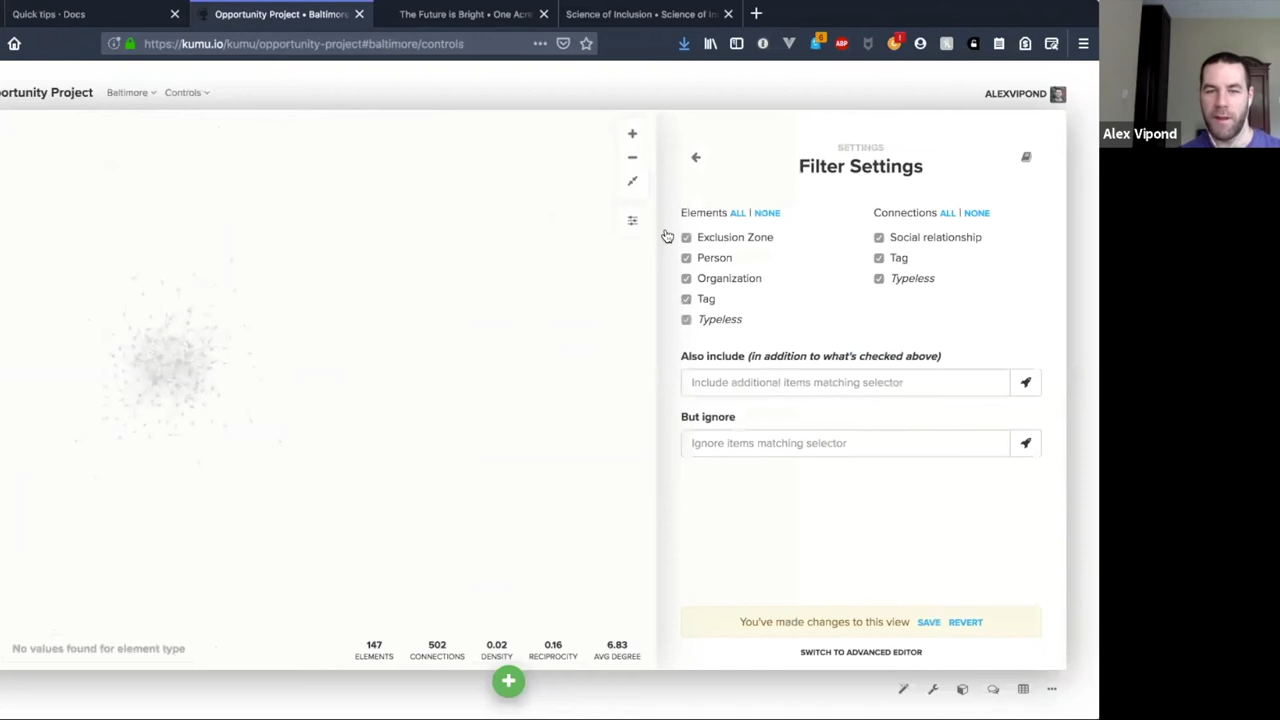 Quick tips - Docs
Opportunity Project • Baltimore
The Future is Bright • One Acre
Science of Inclusion • Science of In
https://kumu.io/kumu/opportunity-project#baltimore/controls
6
ABP
ortunity Project
Baltimore
Controls
ALEXVIPOND
Alex Vipond
SETTINGS
Filter Settings
Elements ALL | NONE
Connections ALL | NONE
Exclusion Zone
Social relationship
Person
Tag
Organization
Typeless
Tag
Typeless
Also include (in addition to what's checked above)
Include additional items matching selector
But ignore
Ignore items matching selector
You've made changes to this view SAVE REVERT
SWITCH TO ADVANCED EDITOR
No values found for element type
147 502 0.02 0.16 6.83
ELEMENTS CONNECTIONS DENSITY RECIPROCITY AVG DEGREE